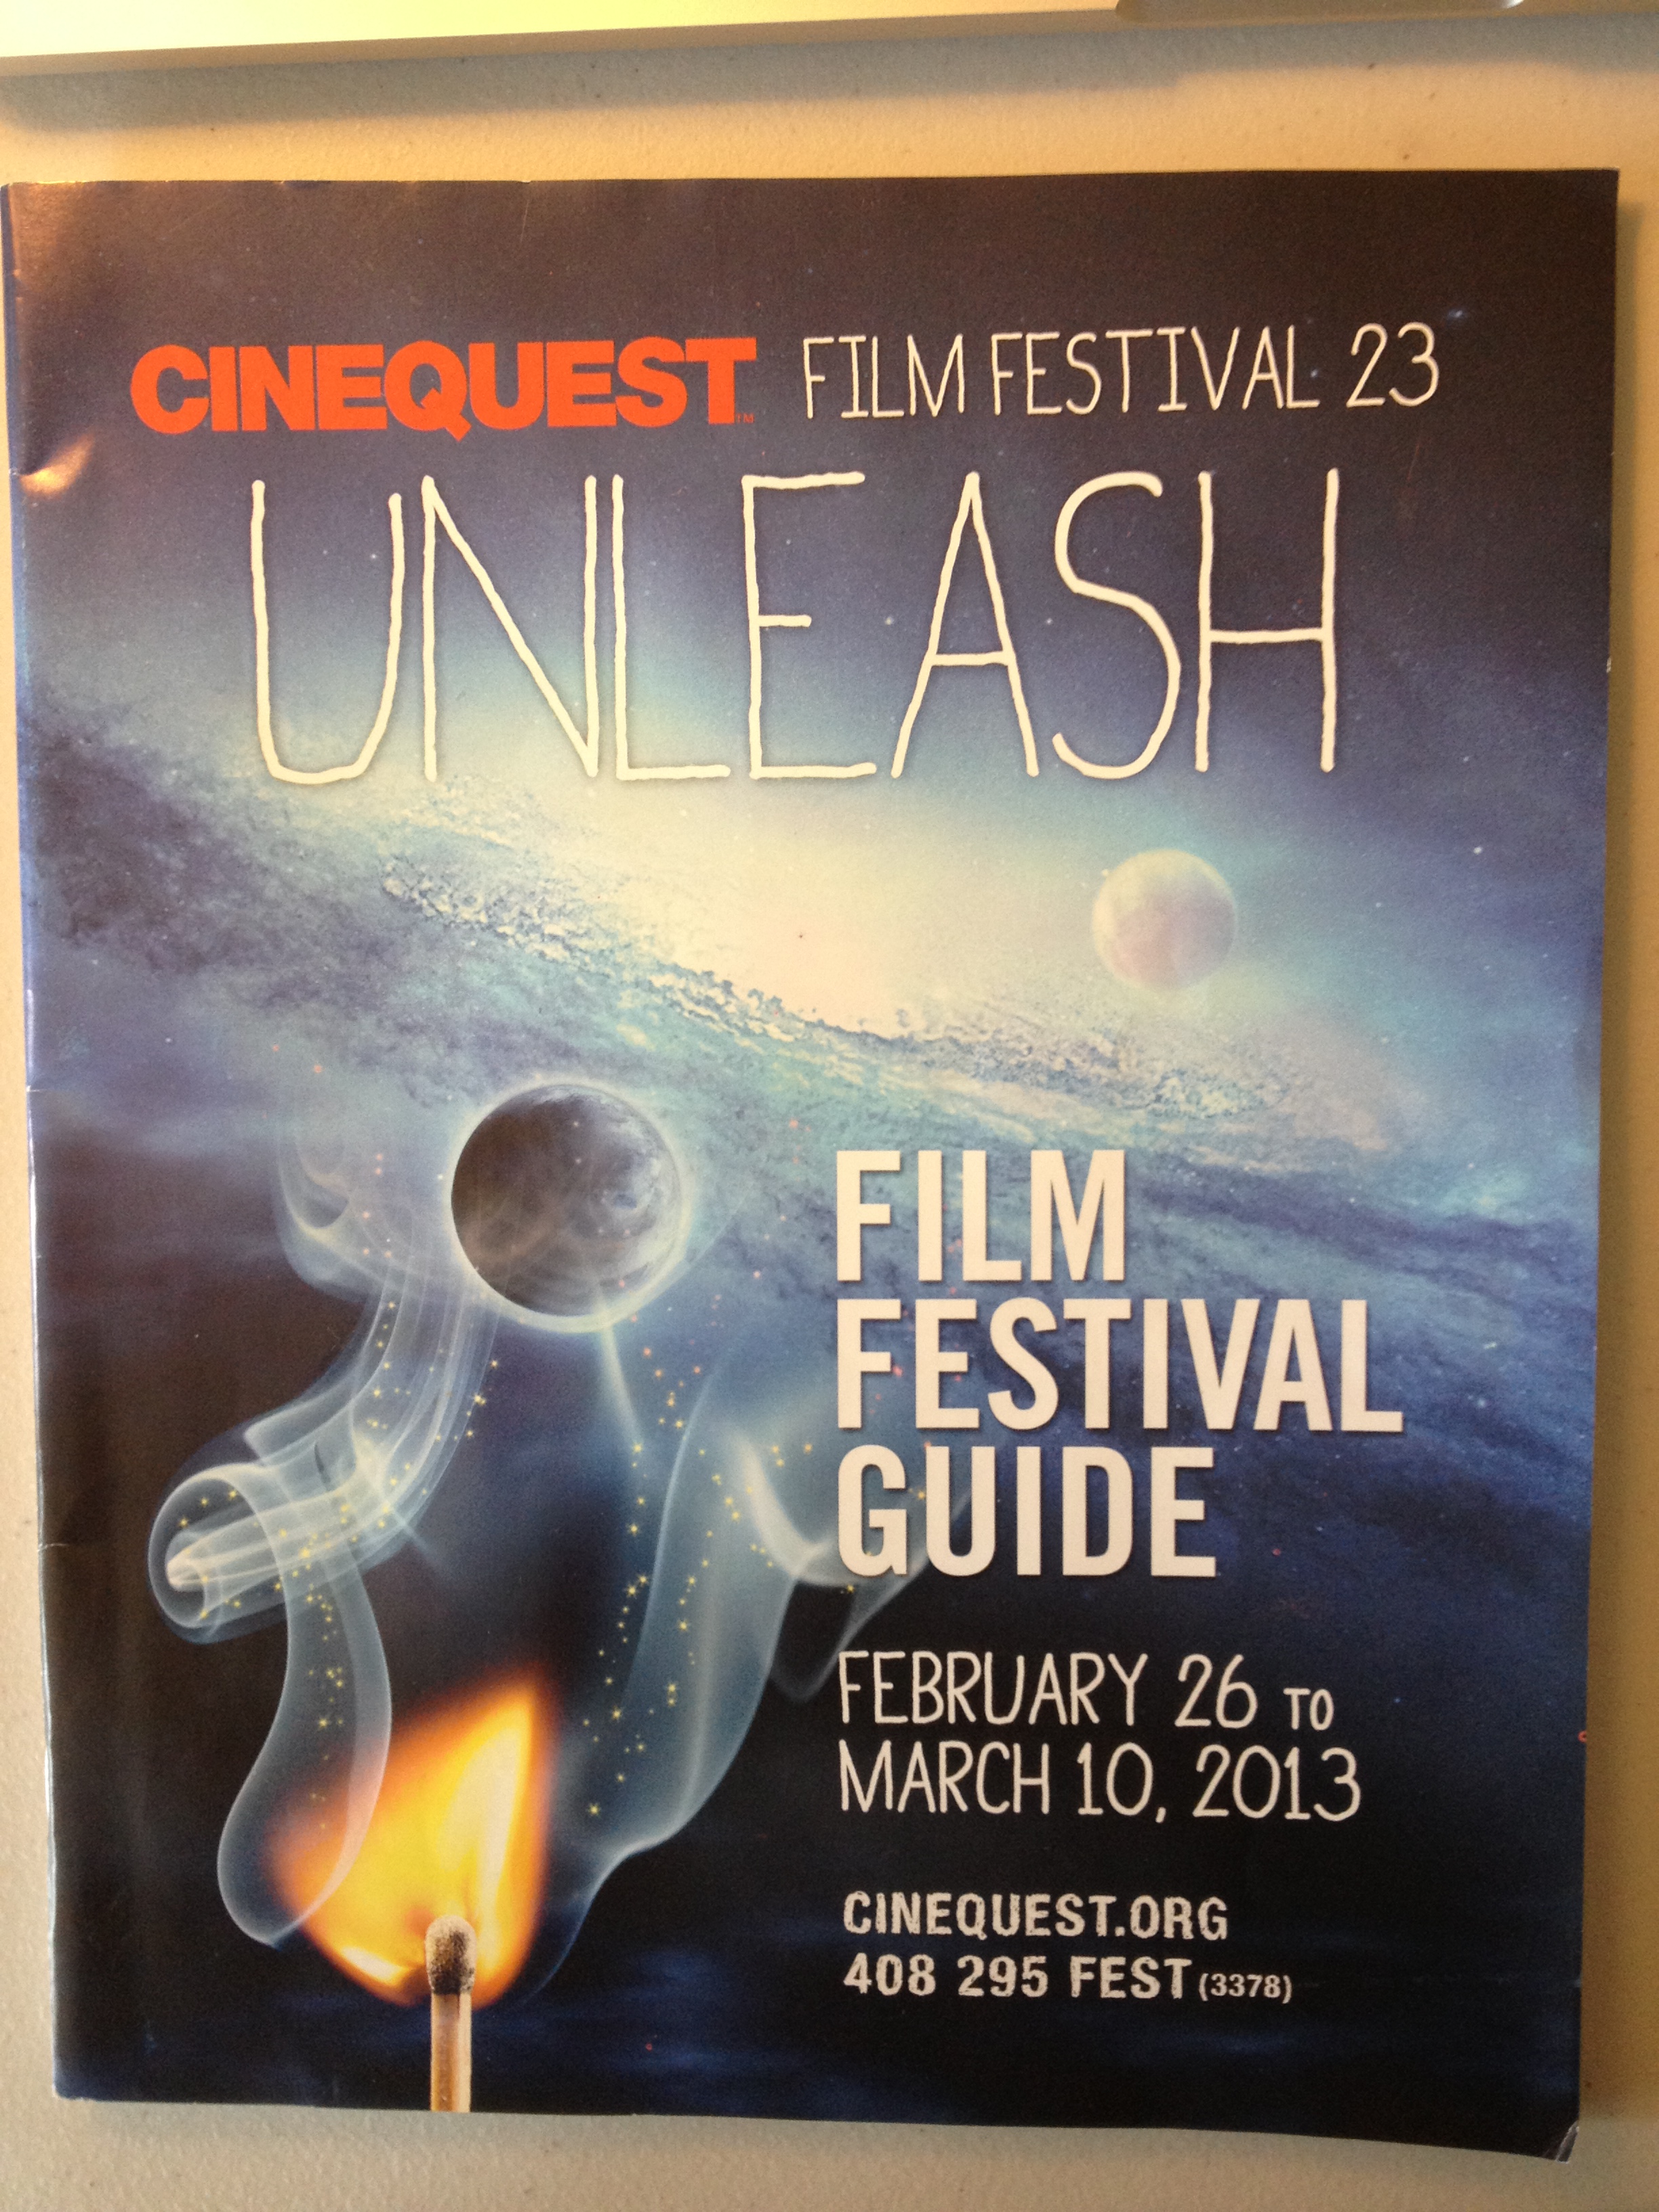 CINEQUEST™ FILM FESTIVAL 23
UNLEASH
FILM
FESTIVAL
GUIDE
FEBRUARY 26 TO
MARCH 10, 2013
CINEQUEST.ORG
408 295 FEST (3378)